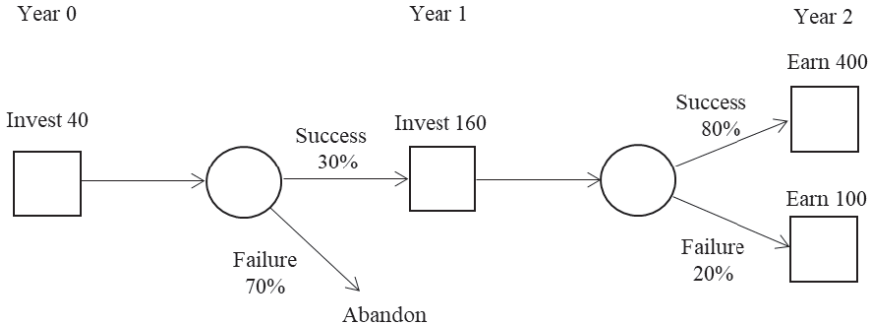 Year 0
Year 1
Year 2
Invest 40
Success
30%
Failure
70%
Abandon
Invest 160
Success
80%
Failure
20%
Earn 400
Earn 100